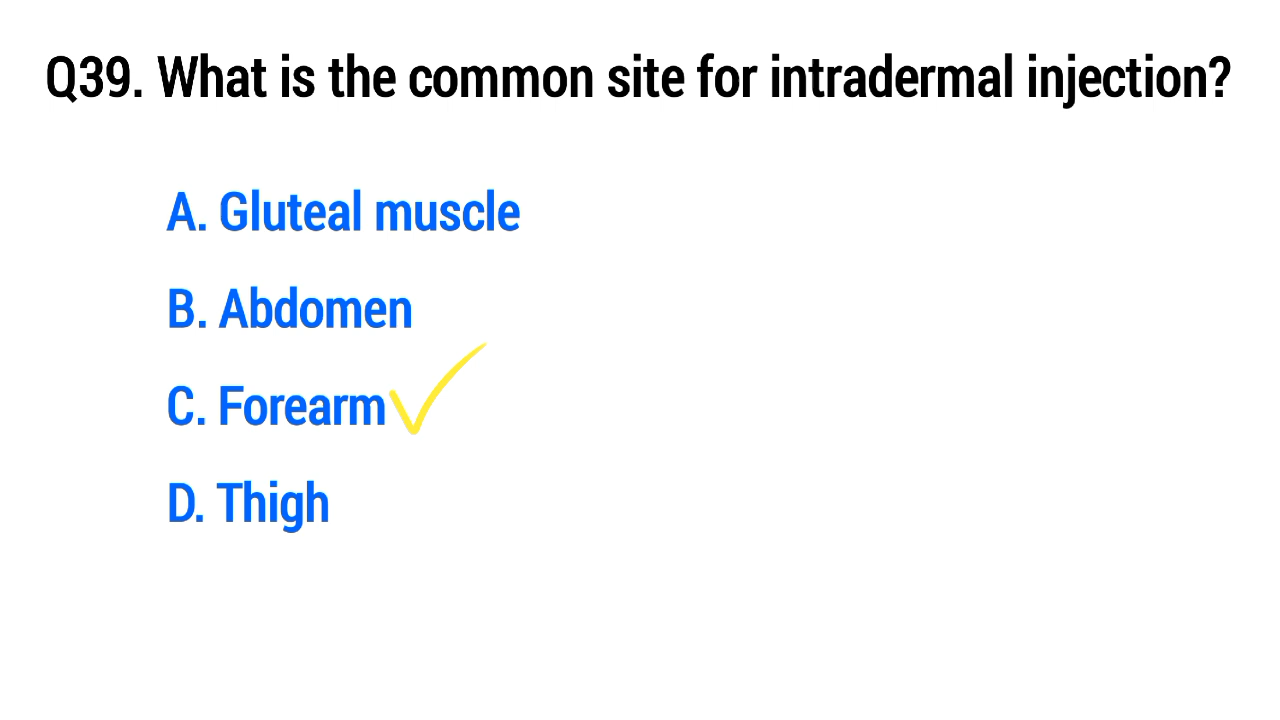 Q39. What is the common site for intradermal injection?
A. Gluteal muscle
B. Abdomen
C. Forearm
D. Thigh